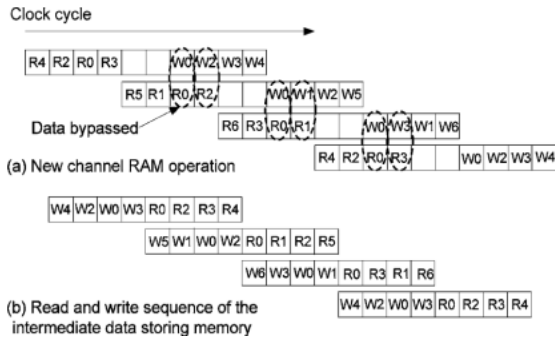 Clock cycle
R4 R2 R0 R3 W0 W2 W3 W4
R5 R1 R0 R2 W0 W1 W2 W5
Data bypassed
R6 R3 R0 R1 W0 W3 W1 W6
R4 R2 R0 R3 W0 W2 W3 W4
(a) New channel RAM operation
W4 W2 W0 W3 R0 R2 R3 R4
W5 W1 W0 W2 R0 R1 R2 R5
W6 W3 W0 W1 R0 R3 R1 R6
(b) Read and write sequence of the
W4 W2 W0 W3 R0 R2 R3 R4
intermediate data storing memory